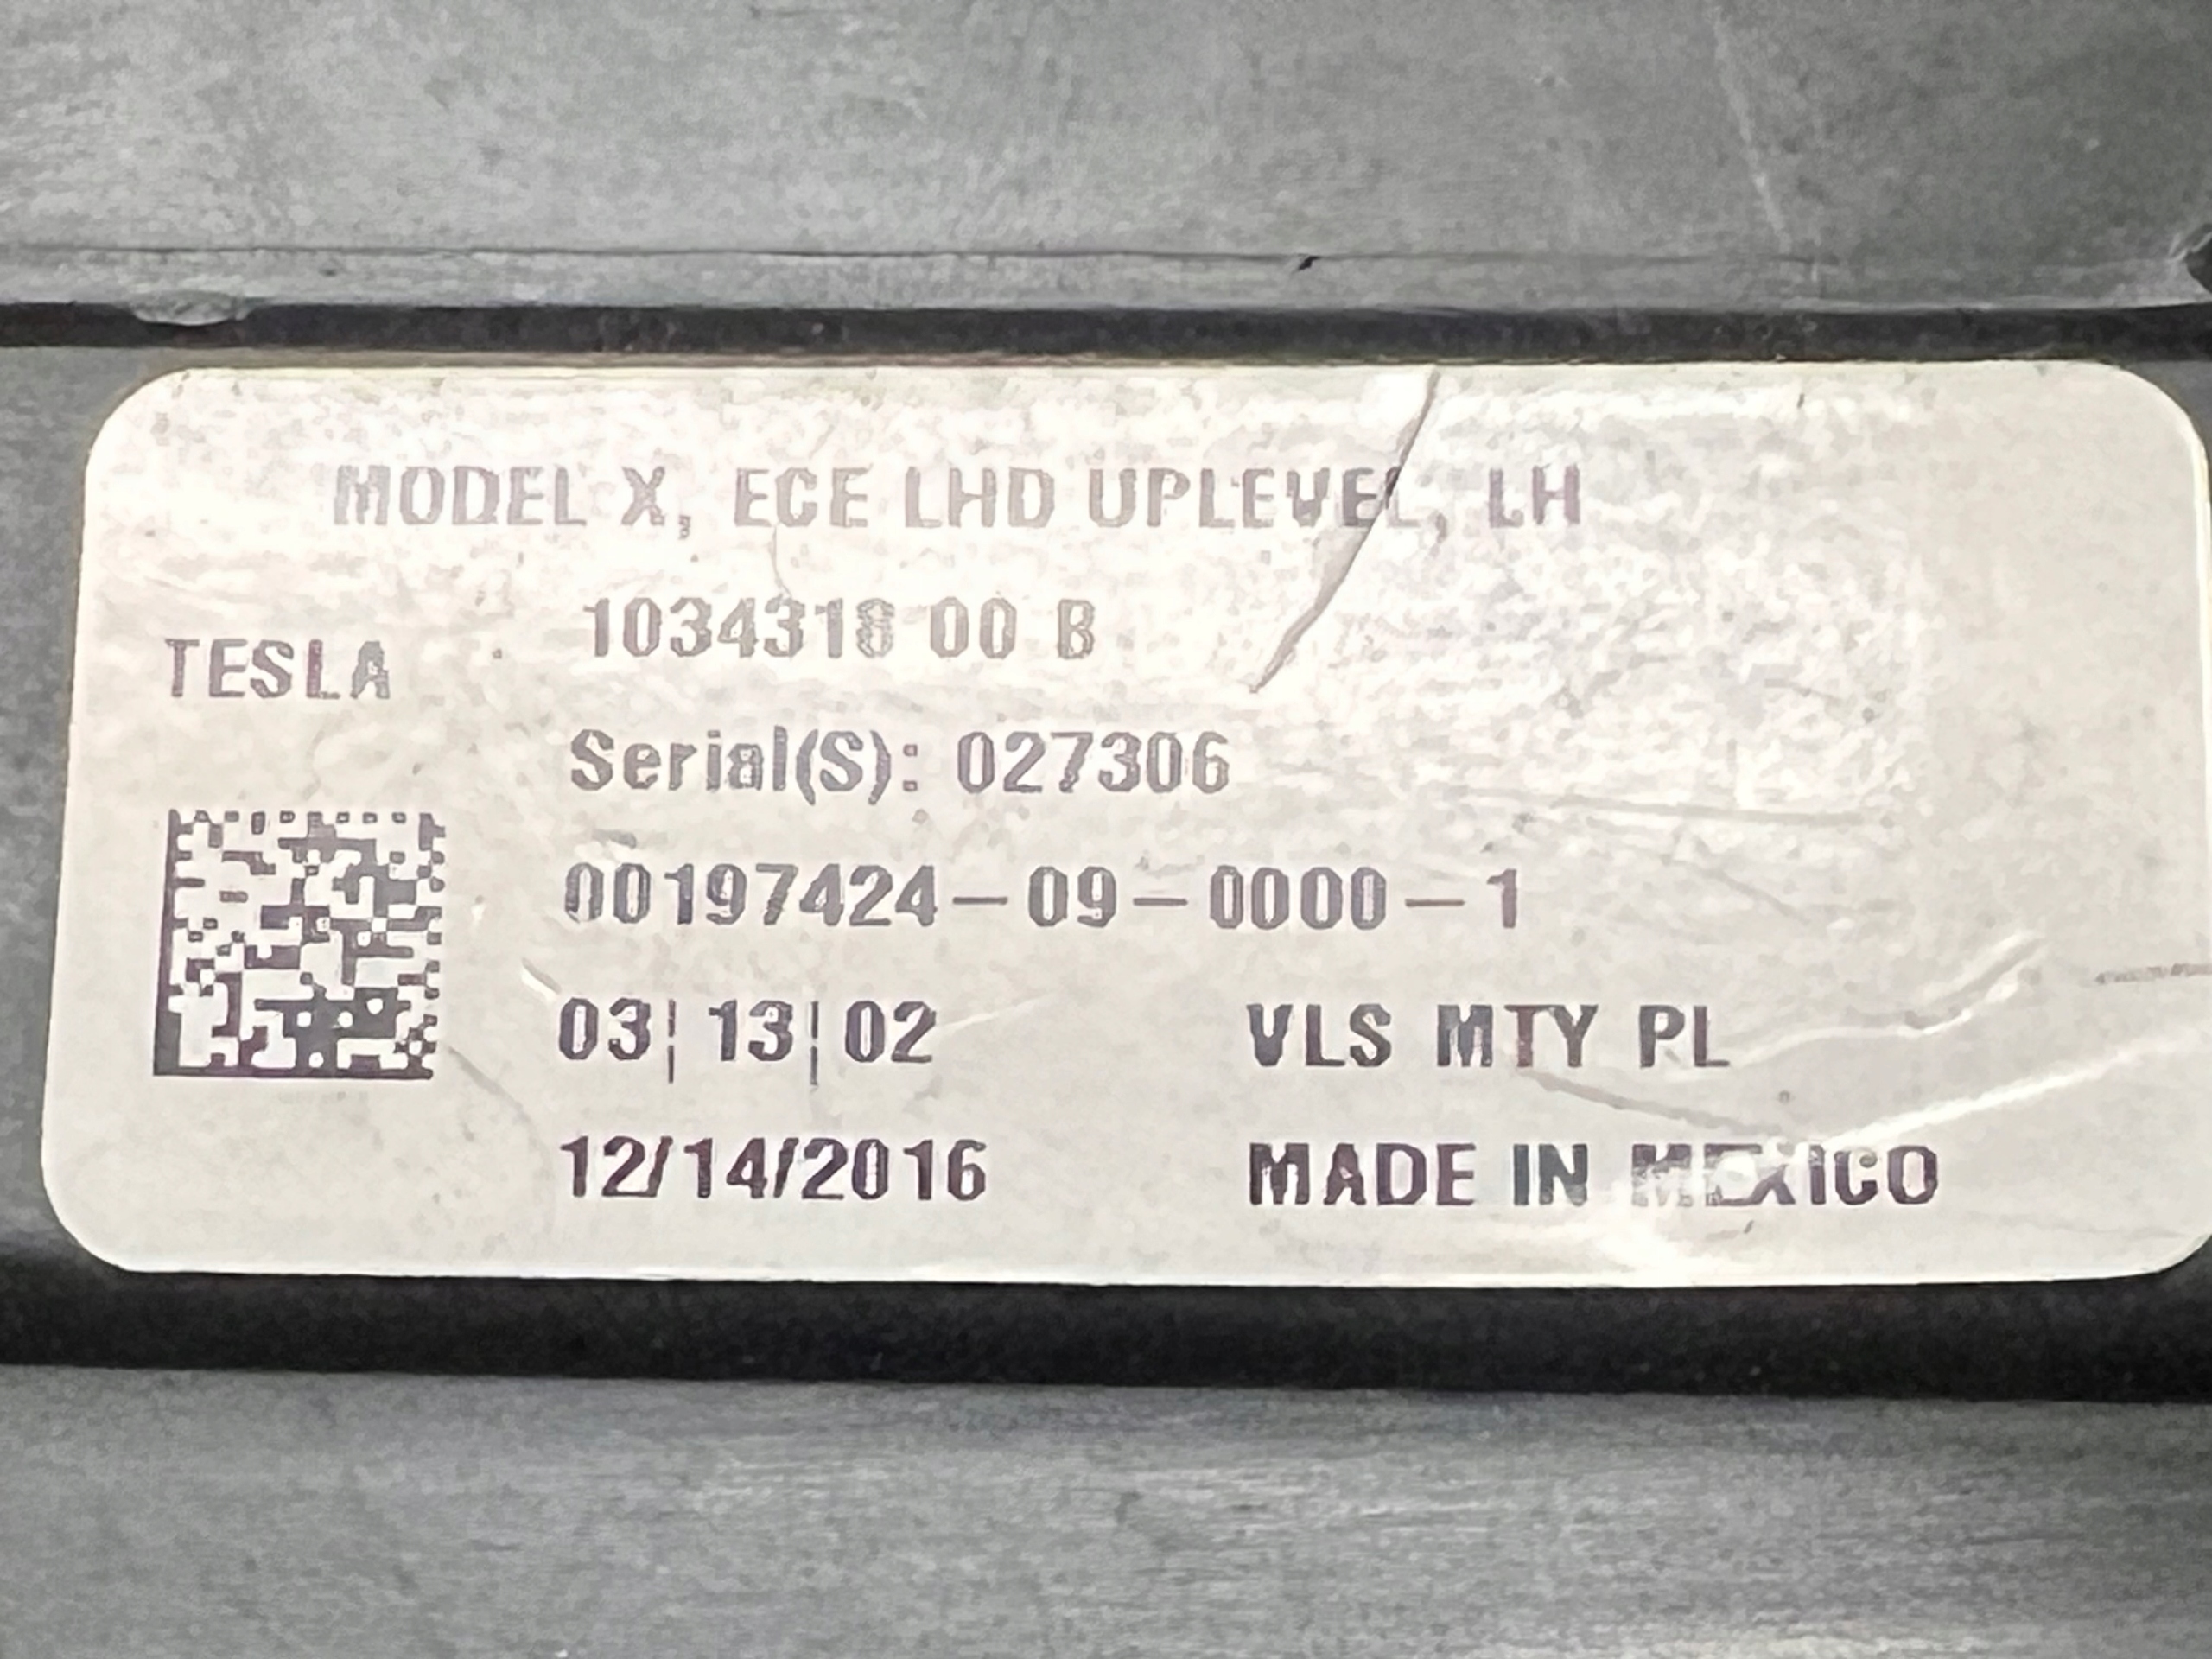 MODEL X, ECE LHD UPLEVEL, LH
1034318 00 B
TESLA
Serial(S): 027306
00197424-09-0000-1
03| 13|02 VLS MTY PL
12/14/2016 MADE IN MEXICO